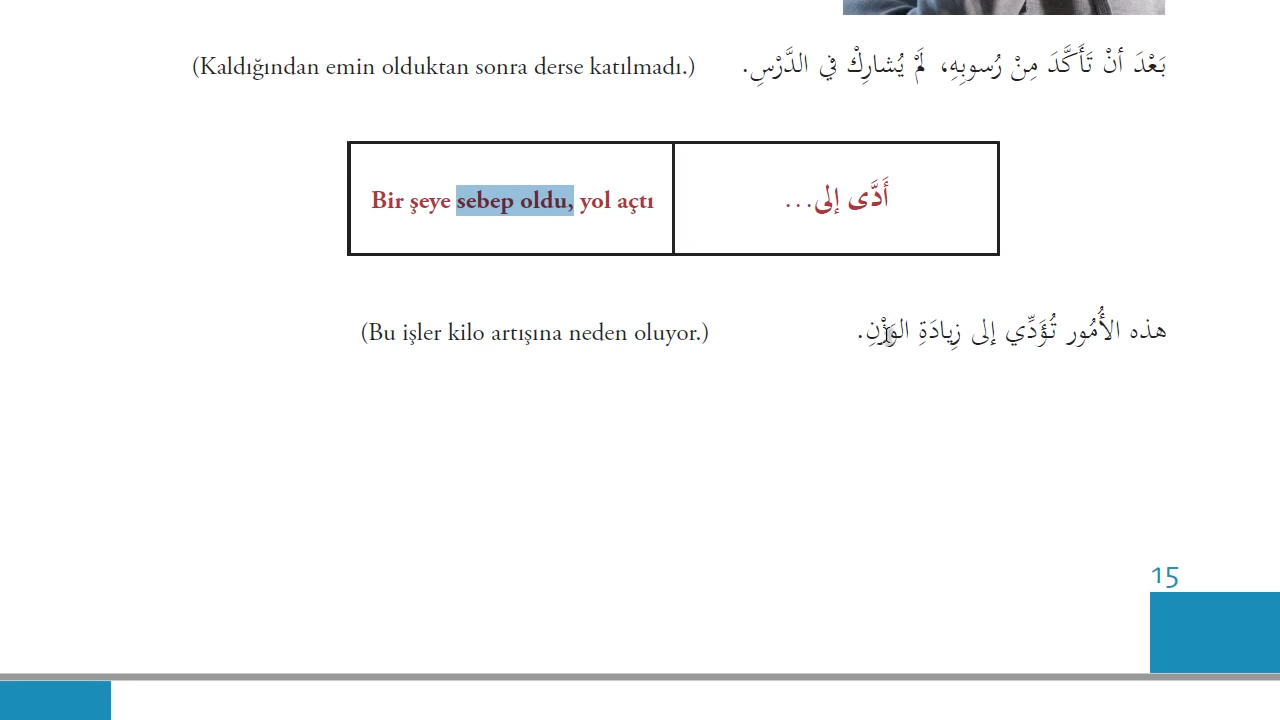 بَعْدَ أنْ تَأَكَّدَ مِنْ رُسوبِهِ، لَمْ يُشارِكْ في الدَّرْسِ. (Kaldığından emin olduktan sonra derse katılmadı.)
أَدَّى إلى... Bir şeye sebep oldu, yol açtı
هذه الأُمُور تُؤَدِّي إلى زِيادَةِ الوَزْنِ. (Bu işler kilo artışına neden oluyor.)
15